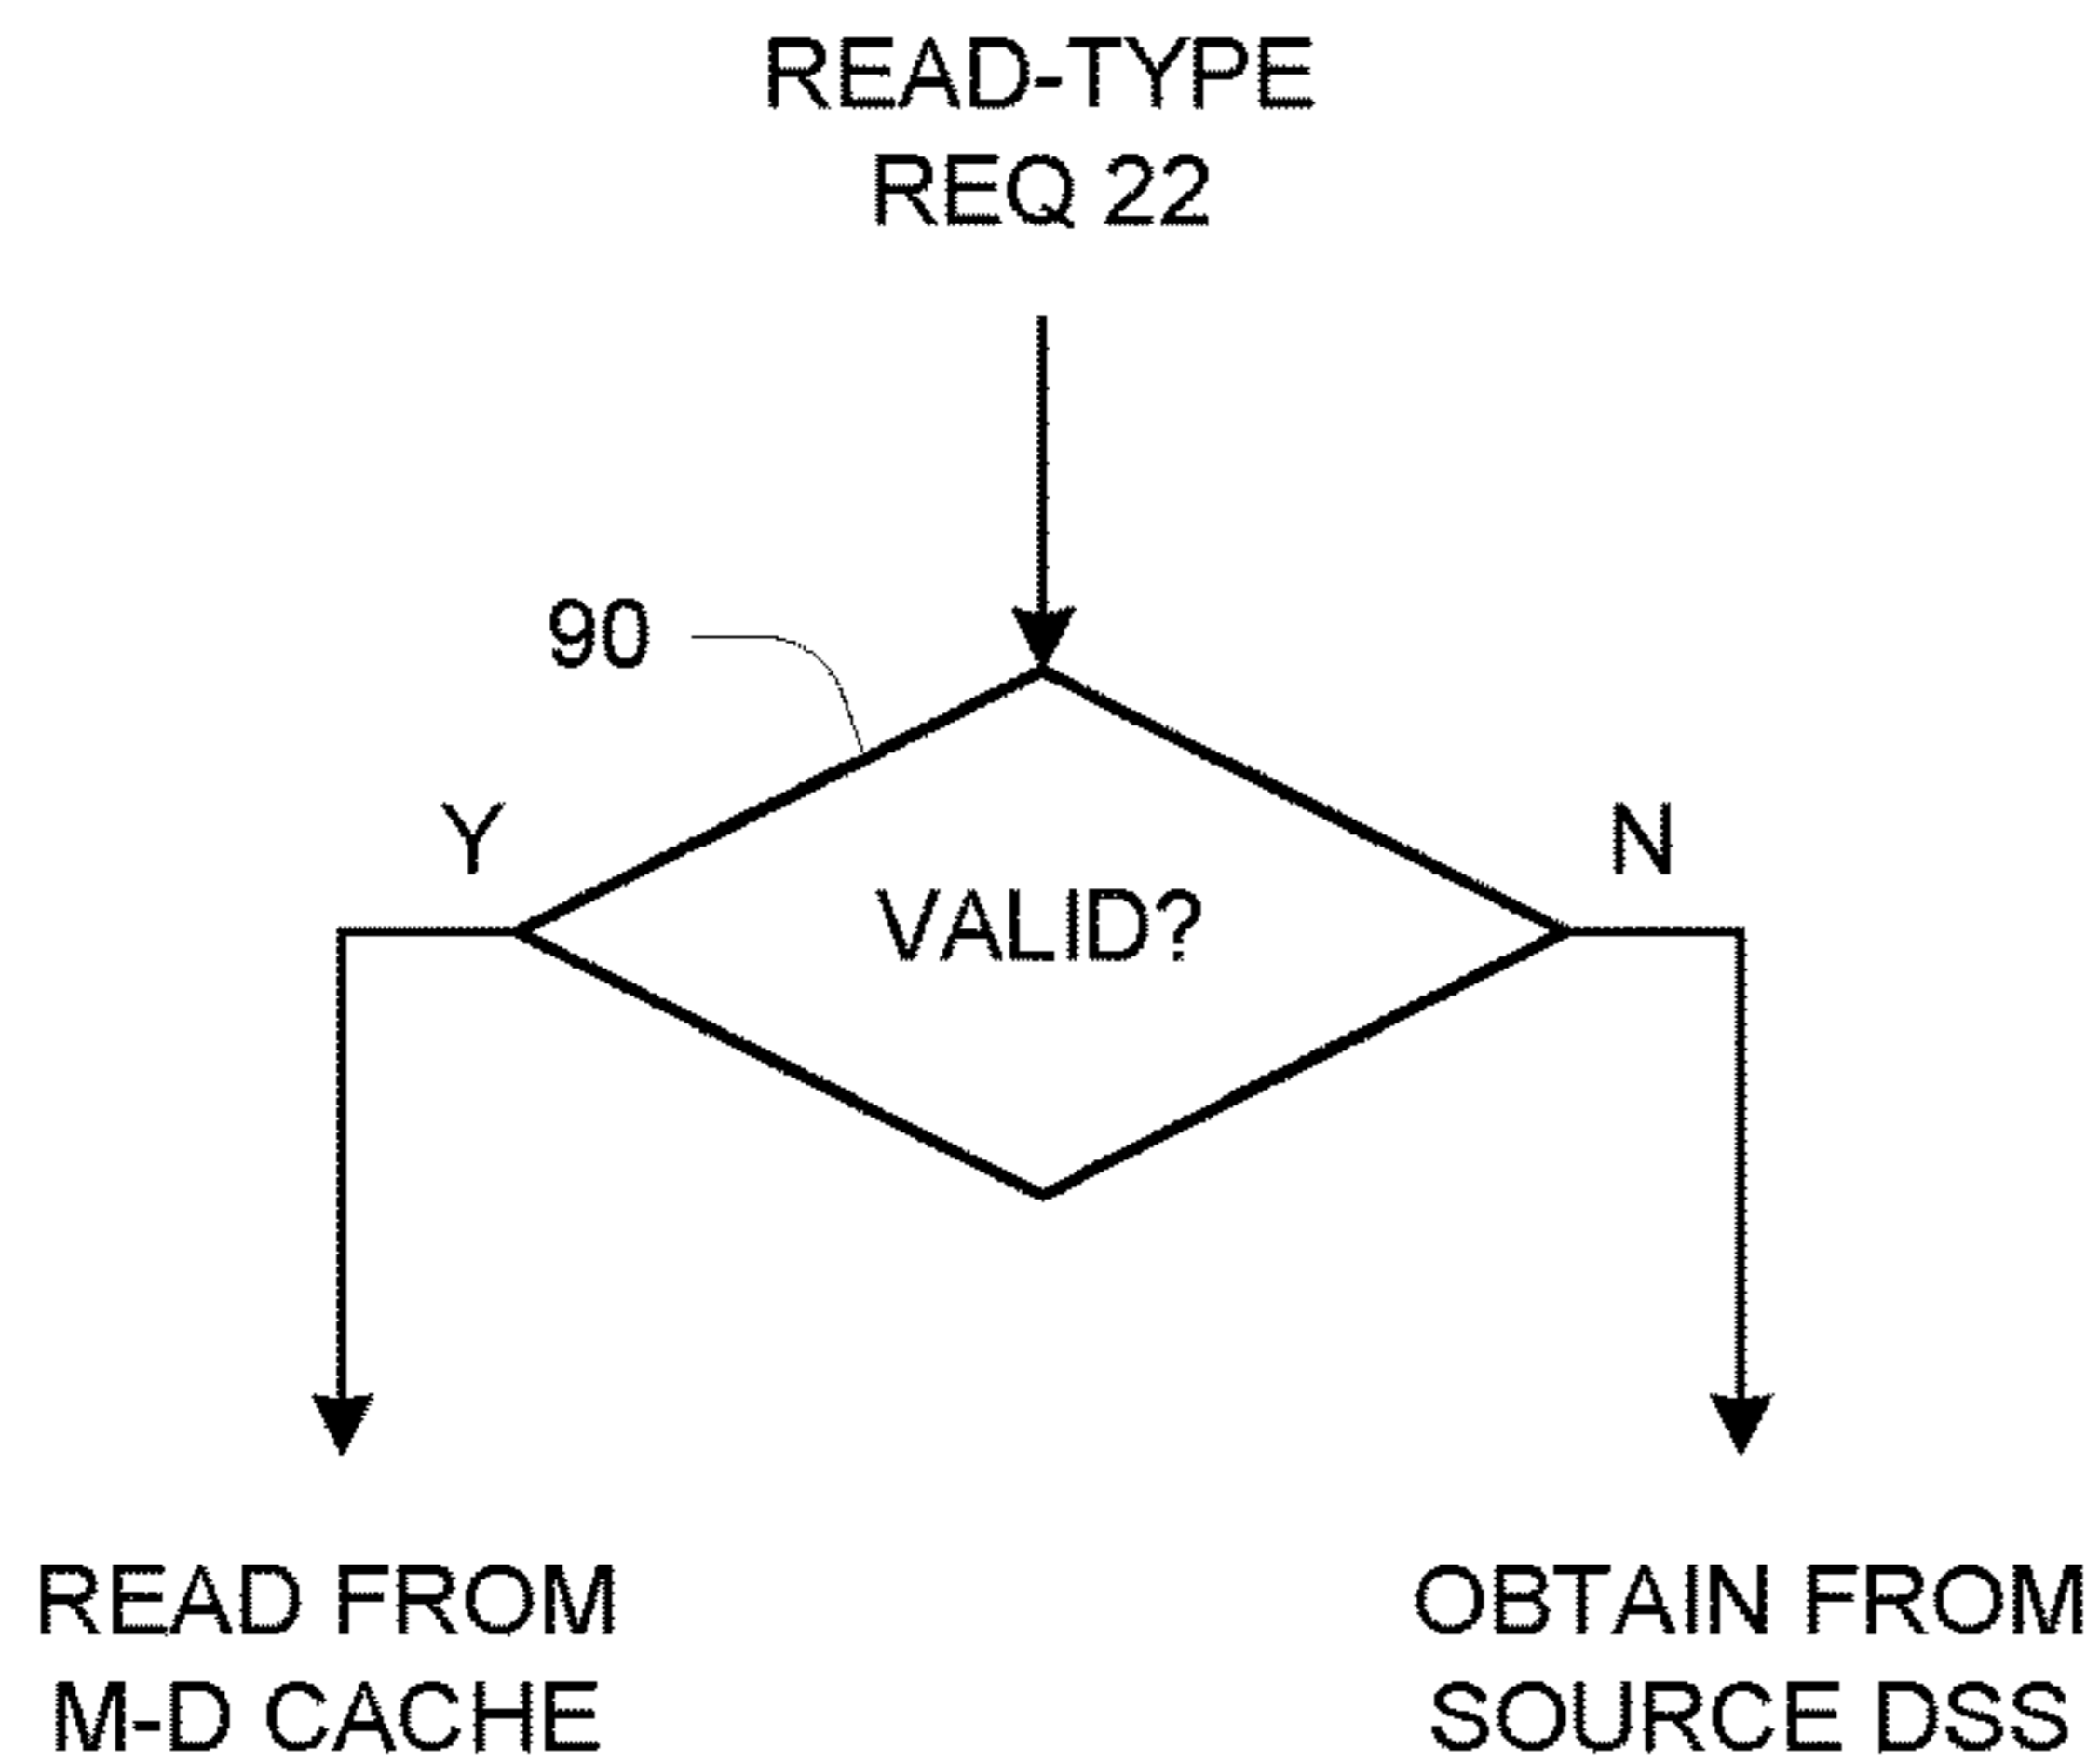 READ-TYPE
REQ 22
90
Y
N
VALID?
READ FROM
M-D CACHE
OBTAIN FROM
SOURCE DSS